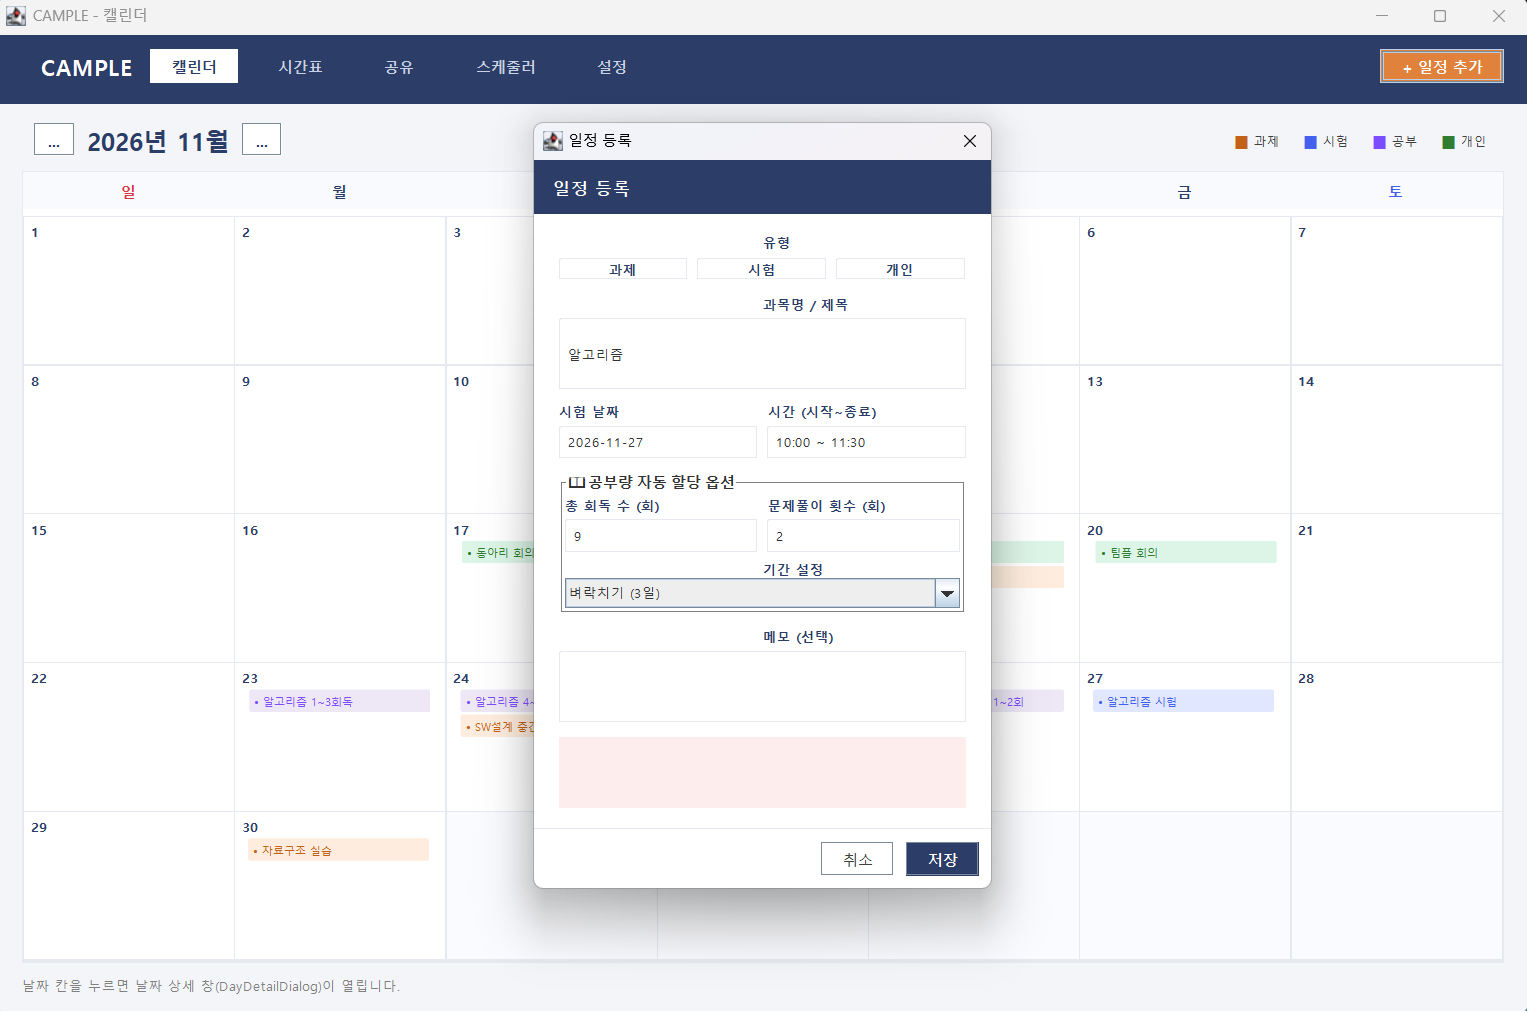 CAMPLE - 캘린더
CAMPLE 캘린더 시간표 공유 스케줄러 설정 + 일정 추가
... 2026년 11월 ... 과제 시험 공부 개인
일 월 금 토
1 2 3 6 7
8 9 10 13 14
15 16 17 20 21
• 동아리 회의 • 팀플 회의
22 23 24 27 28
• 알고리즘 1~3회독 • 알고리즘 4~ 1~2회 • 알고리즘 시험
• SW설계
29 30
• 자료구조 실습
일정 등록
일정 등록
유형
과제 시험 개인
과목명 / 제목
알고리즘
시험 날짜 시간 (시작~종료)
2026-11-27 10:00 ~ 11:30
공부량 자동 할당 옵션
총 회독 수 (회) 문제풀이 횟수 (회)
9 2
기간 설정
벼락치기 (3일)
메모 (선택)
취소 저장
날짜 칸을 누르면 날짜 상세 창(DayDetailDialog)이 열립니다.